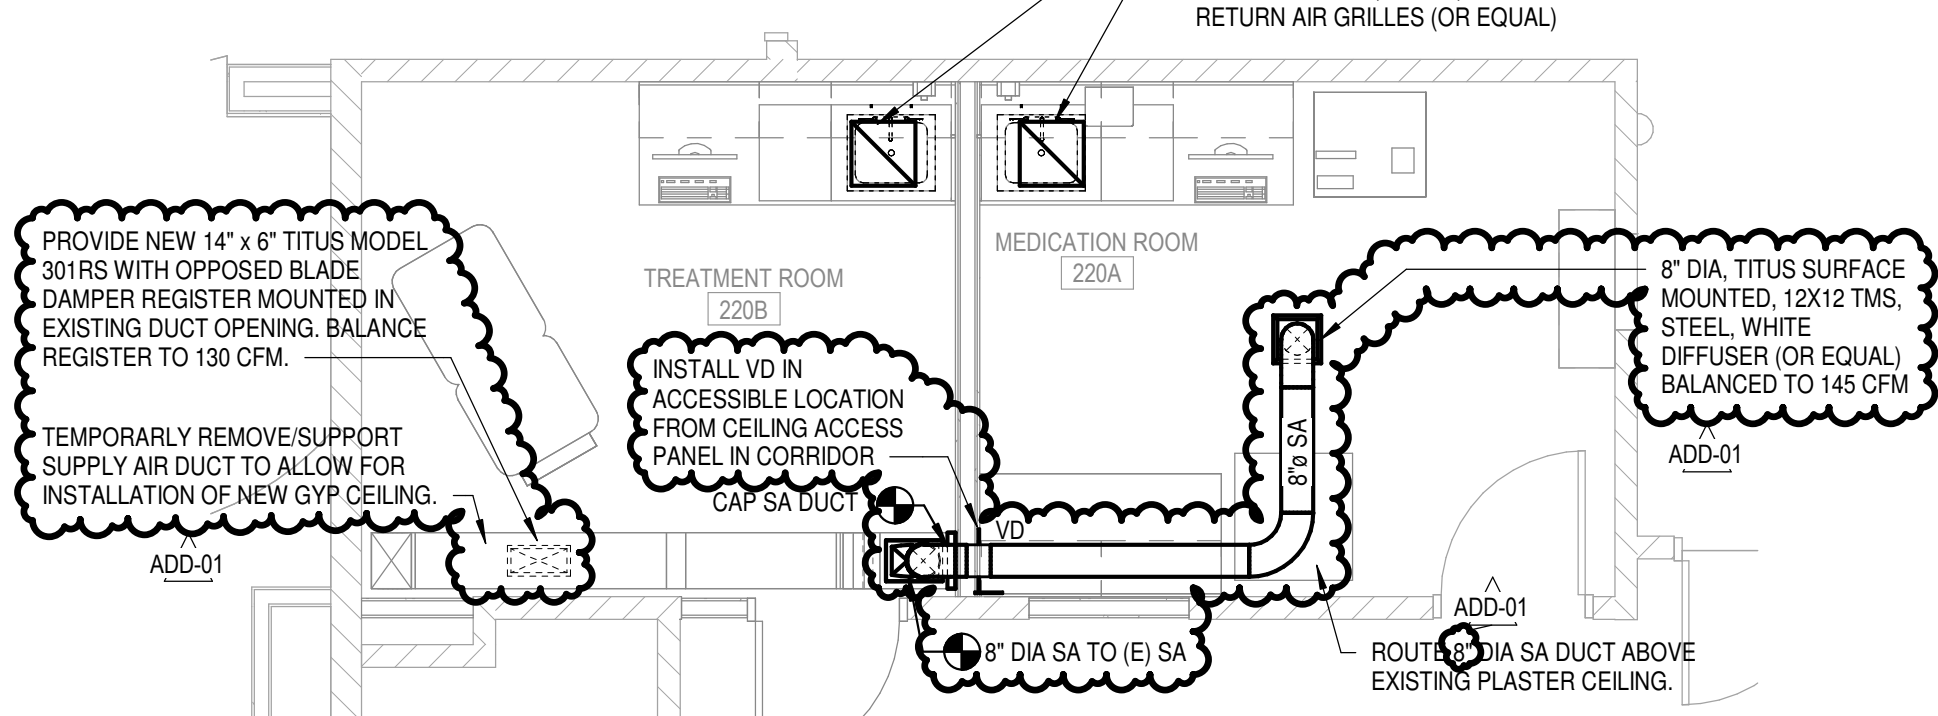 RETURN AIR GRILLES (OR EQUAL)
PROVIDE NEW 14" x 6" TITUS MODEL
301RS WITH OPPOSED BLADE
DAMPER REGISTER MOUNTED IN
EXISTING DUCT OPENING. BALANCE
REGISTER TO 130 CFM.
TEMPORARLY REMOVE/SUPPORT
SUPPLY AIR DUCT TO ALLOW FOR
INSTALLATION OF NEW GYP CEILING.
ADD-01
TREATMENT ROOM
220B
MEDICATION ROOM
220A
INSTALL VD IN
ACCESSIBLE LOCATION
FROM CEILING ACCESS
PANEL IN CORRIDOR
CAP SA DUCT
VD
8"ø SA
8" DIA, TITUS SURFACE
MOUNTED, 12X12 TMS,
STEEL, WHITE
DIFFUSER (OR EQUAL)
BALANCED TO 145 CFM
ADD-01
8" DIA SA TO (E) SA
ADD-01
ROUTE 8" DIA SA DUCT ABOVE
EXISTING PLASTER CEILING.